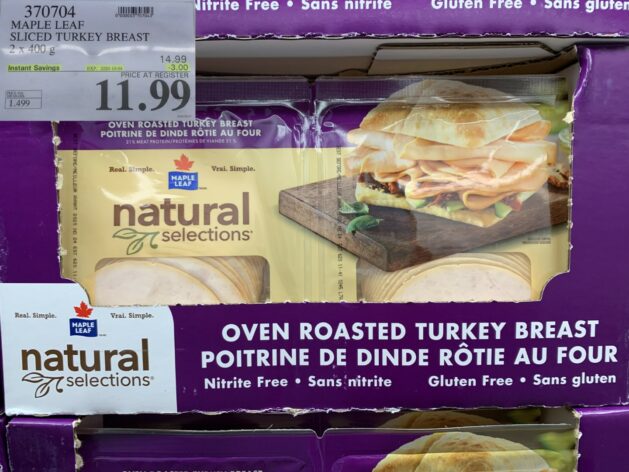 Nitrite Free • Sans nitrite
Gluten Free • Sans gluten
370704
MAPLE LEAF
SLICED TURKEY BREAST
2 x 400 g
14.99
Instant Savings
-3.00
PRICE AT REGISTER
1.499
11.99
OVEN ROASTED TURKEY BREAST
POITRINE DE DINDE RÔTIE AU FOUR
Real. Simple.
MAPLE LEAF
Vrai. Simple.
natural
selections
Real. Simple.
MAPLE LEAF
Vrai. Simple.
natural
selections
OVEN ROASTED TURKEY BREAST
POITRINE DE DINDE RÔTIE AU FOUR
Nitrite Free • Sans nitrite
Gluten Free • Sans gluten